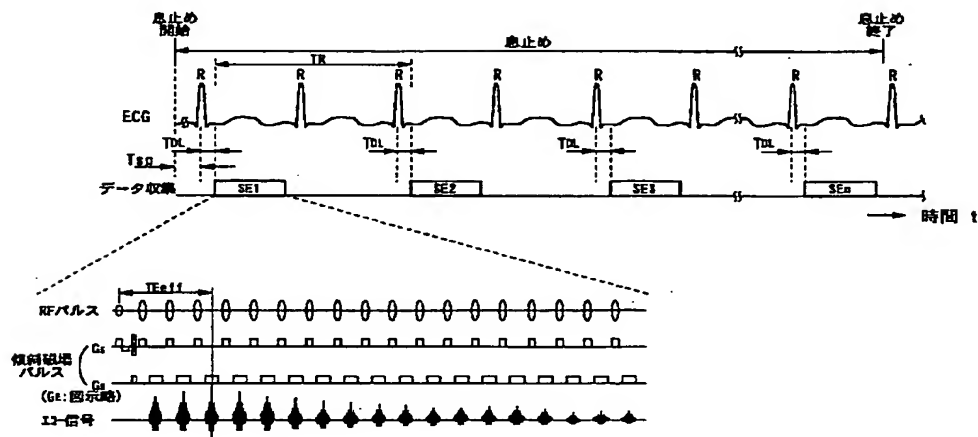 息止め
開始
息止め
終了
息止め
TR
R R R R R R R R
ECG
TDL TDL TDL TDL
データ収集
SE1 SE2 SE3 SEn
時間 t
TEeff
RFパルス
傾斜磁場
パルス
Gs
(GE:図示略)
エコー信号